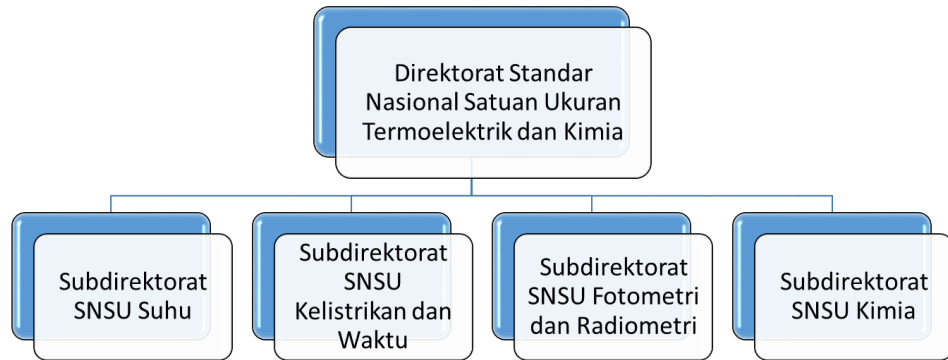 Direktorat Standar
Nasional Satuan Ukuran
Termoelektrik dan Kimia
Subdirektorat
SNSU Suhu
Subdirektorat
SNSU
Kelistrikan dan
Waktu
Subdirektorat
SNSU Fotometri
dan Radiometri
Subdirektorat
SNSU Kimia